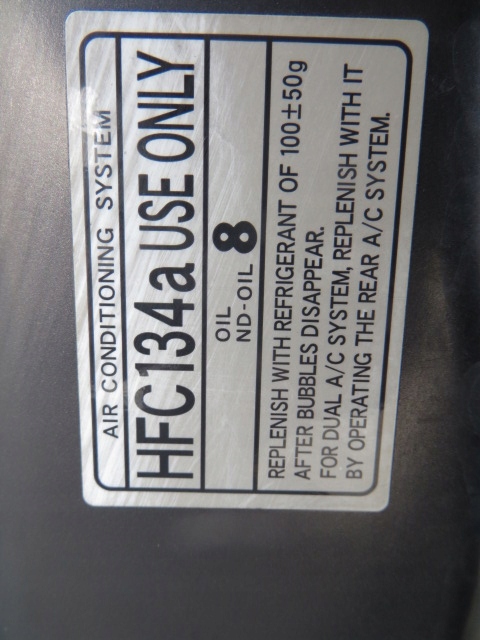 AIR CONDITIONING SYSTEM
HFC134a USE ONLY
OIL
ND-OIL 8
REPLENISH WITH REFRIGERANT OF 100±50g
AFTER BUBBLES DISAPPEAR.
FOR DUAL A/C SYSTEM, REPLENISH WITH IT
BY OPERATING THE REAR A/C SYSTEM.